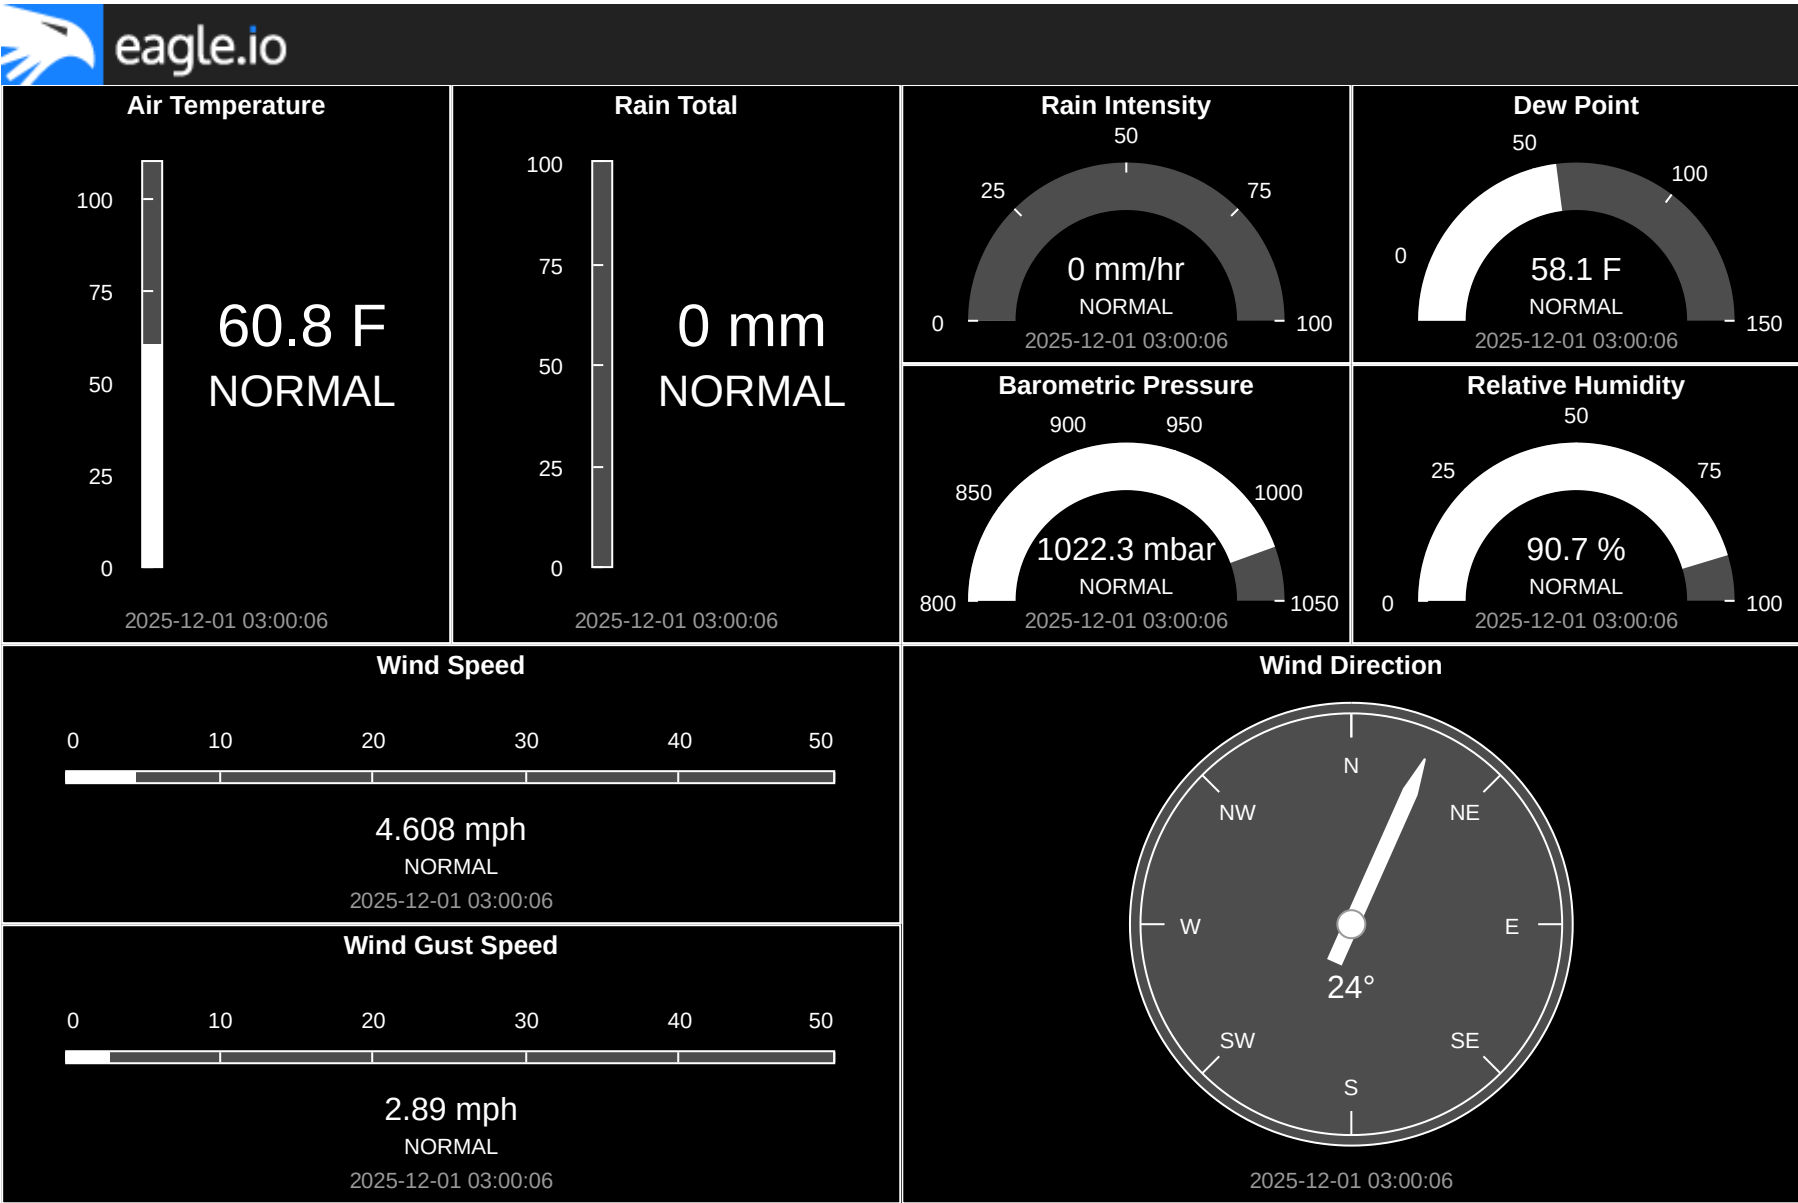 eagle.io
Air Temperature
100
75
50
25
0
60.8 F
NORMAL
2025-12-01 03:00:06
Rain Total
100
75
50
25
0
0 mm
NORMAL
2025-12-01 03:00:06
Rain Intensity
50
25
75
0
100
0 mm/hr
NORMAL
2025-12-01 03:00:06
Dew Point
50
100
0
150
58.1 F
NORMAL
2025-12-01 03:00:06
Barometric Pressure
900
950
850
1000
800
1050
1022.3 mbar
NORMAL
2025-12-01 03:00:06
Relative Humidity
50
25
75
0
100
90.7 %
NORMAL
2025-12-01 03:00:06
Wind Speed
0 10 20 30 40 50
4.608 mph
NORMAL
2025-12-01 03:00:06
Wind Gust Speed
0 10 20 30 40 50
2.89 mph
NORMAL
2025-12-01 03:00:06
Wind Direction
N
NW
NE
W
E
24°
SW
SE
S
2025-12-01 03:00:06